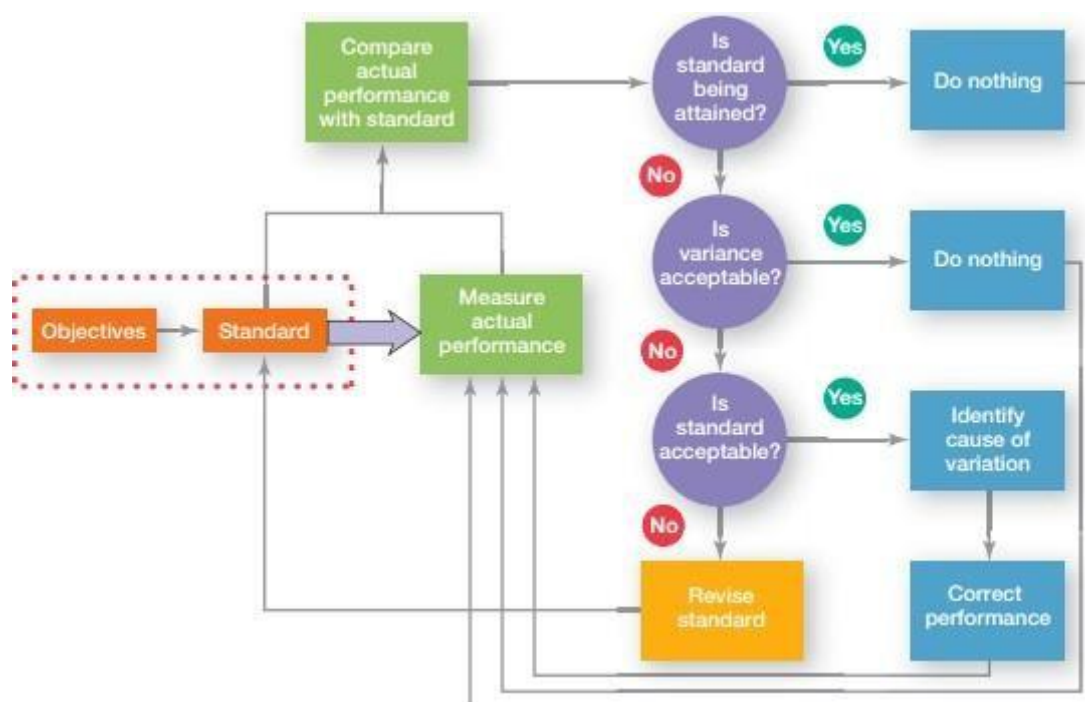 Compare
actual
performance
with standard
Is
standard
being
attained?
Yes
Do nothing
No
Is
variance
acceptable?
Yes
Do nothing
Objectives
Standard
Measure
actual
performance
No
Is
standard
acceptable?
Yes
Identify
cause of
variation
No
Revise
standard
Correct
performance